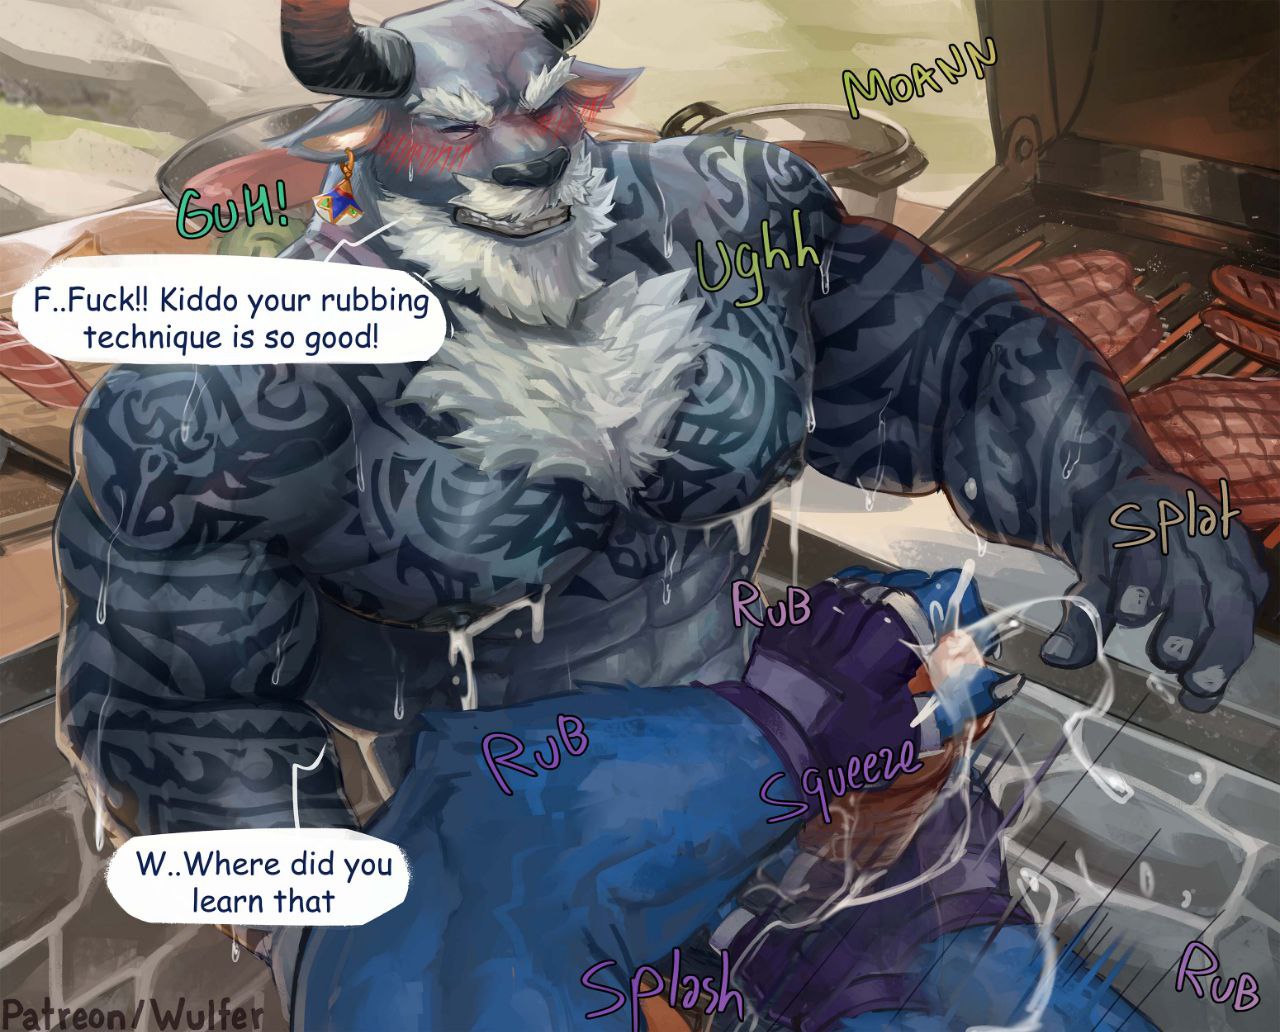 MOANN
GUH!
Ughh
F..Fuck!! Kiddo your rubbing
technique is so good!
Splat
RUB
RUB
Squeeze
W..Where did you
learn that
Splash
RUB
Patreon/Wulfer